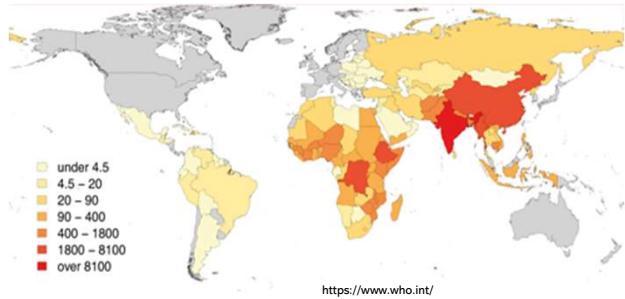 under 4.5
4.5 – 20
20 – 90
90 – 400
400 – 1800
1800 – 8100
over 8100
https://www.who.int/